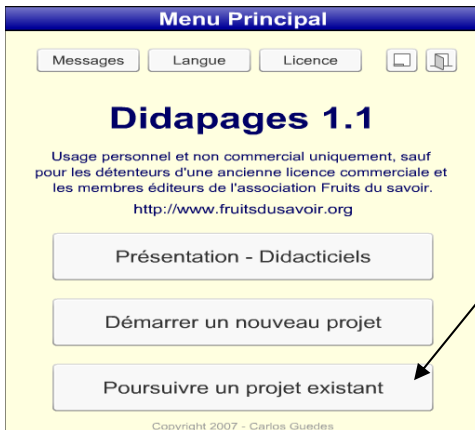 Menu Principal
Messages Langue Licence
Didapages 1.1
Usage personnel et non commercial uniquement, sauf
pour les détenteurs d'une ancienne licence commerciale et
les membres éditeurs de l'association Fruits du savoir.
http://www.fruitsdusavoir.org
Présentation - Didacticiels
Démarrer un nouveau projet
Poursuivre un projet existant
Copyright 2007 - Carlos Guedes